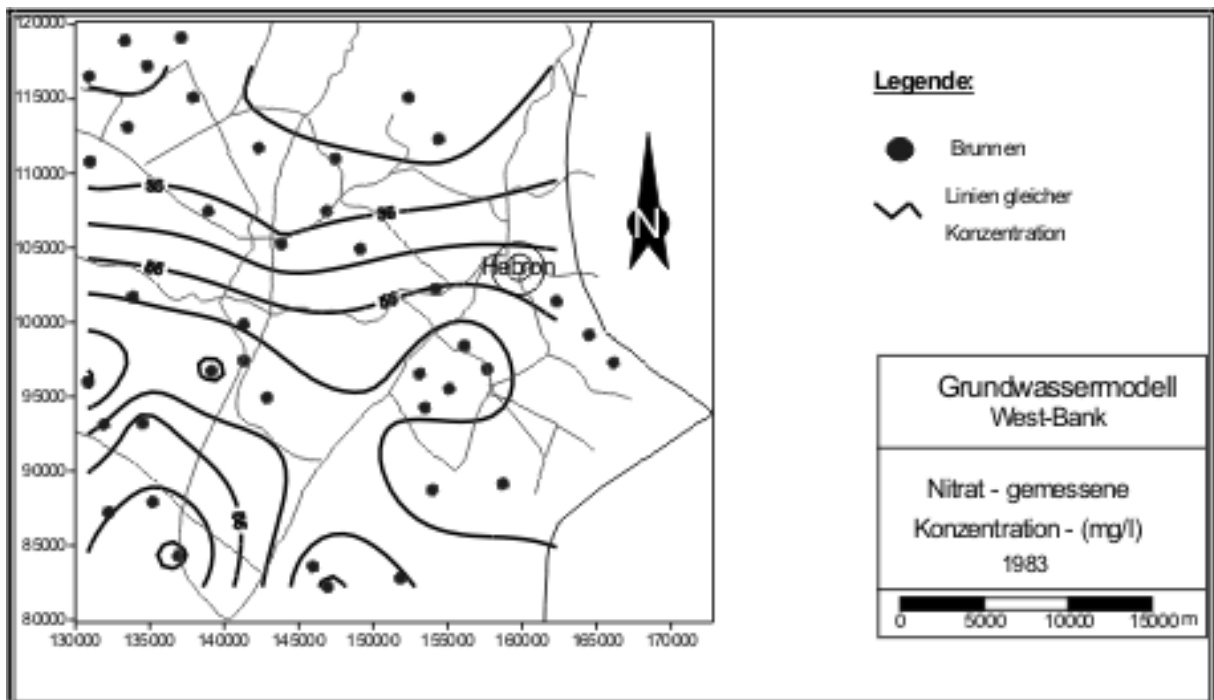 120000
115000
110000
105000
100000
95000
90000
85000
80000
130000 135000 140000 145000 150000 155000 160000 165000 170000
Hebron
Legende:
Brunnen
Linien gleicher
Konzentration
N
Grundwassermodell
West-Bank
Nitrat - gemessene
Konzentration - (mg/l)
1983
0 5000 10000 15000 m